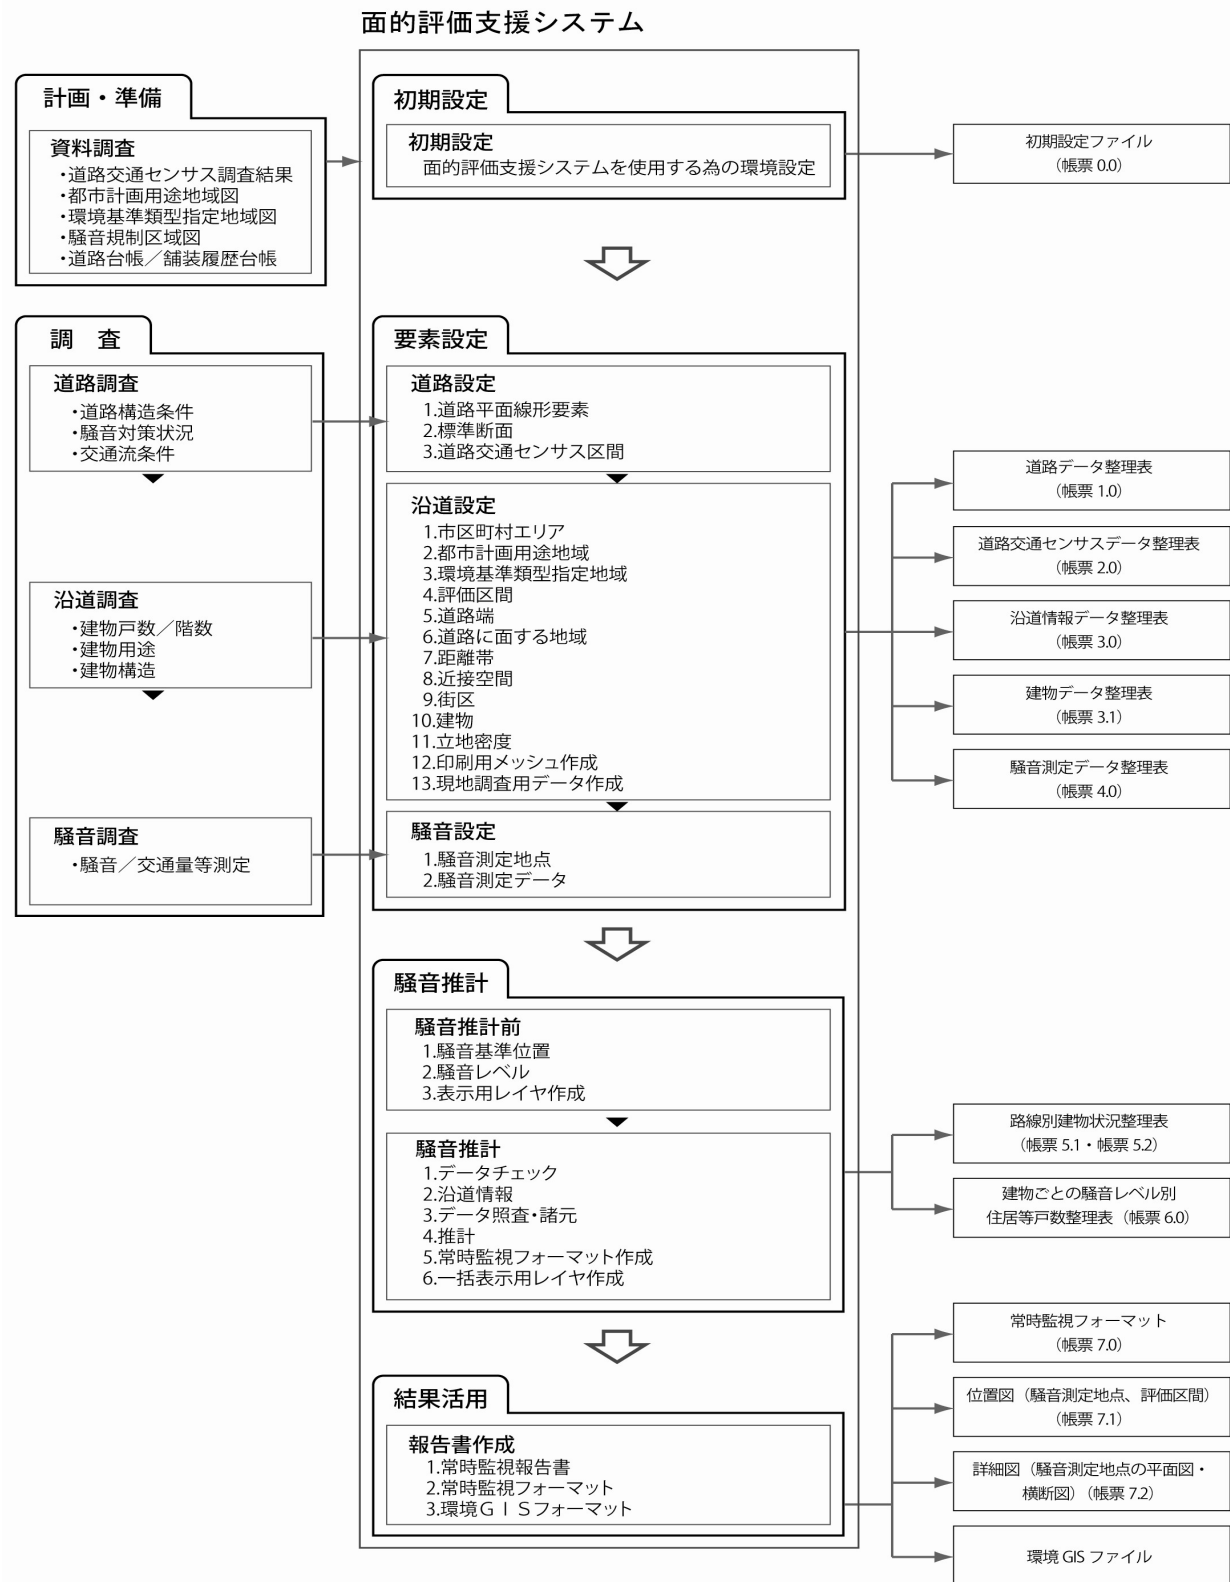 面的評価支援システム
計画・準備
資料調査
・道路交通センサス調査結果
・都市計画用途地域図
・環境基準類型指定地域図
・騒音規制区域図
・道路台帳／舗装履歴台帳
初期設定
初期設定
面的評価支援システムを使用する為の環境設定
初期設定ファイル
（帳票 0.0）
調 査
道路調査
・道路構造条件
・騒音対策状況
・交通流条件
沿道調査
・建物戸数／階数
・建物用途
・建物構造
騒音調査
・騒音／交通量等測定
要素設定
道路設定
1.道路平面線形要素
2.標準断面
3.道路交通センサス区間
沿道設定
1.市区町村エリア
2.都市計画用途地域
3.環境基準類型指定地域
4.評価区間
5.道路端
6.道路に面する地域
7.距離帯
8.近接空間
9.街区
10.建物
11.立地密度
12.印刷用メッシュ作成
13.現地調査用データ作成
騒音設定
1.騒音測定地点
2.騒音測定データ
道路データ整理表
（帳票 1.0）
道路交通センサスデータ整理表
（帳票 2.0）
沿道情報データ整理表
（帳票 3.0）
建物データ整理表
（帳票 3.1）
騒音測定データ整理表
（帳票 4.0）
騒音推計
騒音推計前
1.騒音基準位置
2.騒音レベル
3.表示用レイヤ作成
騒音推計
1.データチェック
2.沿道情報
3.データ照査・諸元
4.推計
5.常時監視フォーマット作成
6.一括表示用レイヤ作成
路線別建物状況整理表
（帳票 5.1・帳票 5.2）
建物ごとの騒音レベル別
住居等戸数整理表（帳票 6.0）
結果活用
報告書作成
1.常時監視報告書
2.常時監視フォーマット
3.環境ＧＩＳフォーマット
常時監視フォーマット
（帳票 7.0）
位置図（騒音測定地点、評価区間）
（帳票 7.1）
詳細図（騒音測定地点の平面図・
横断図）（帳票 7.2）
環境 GIS ファイル